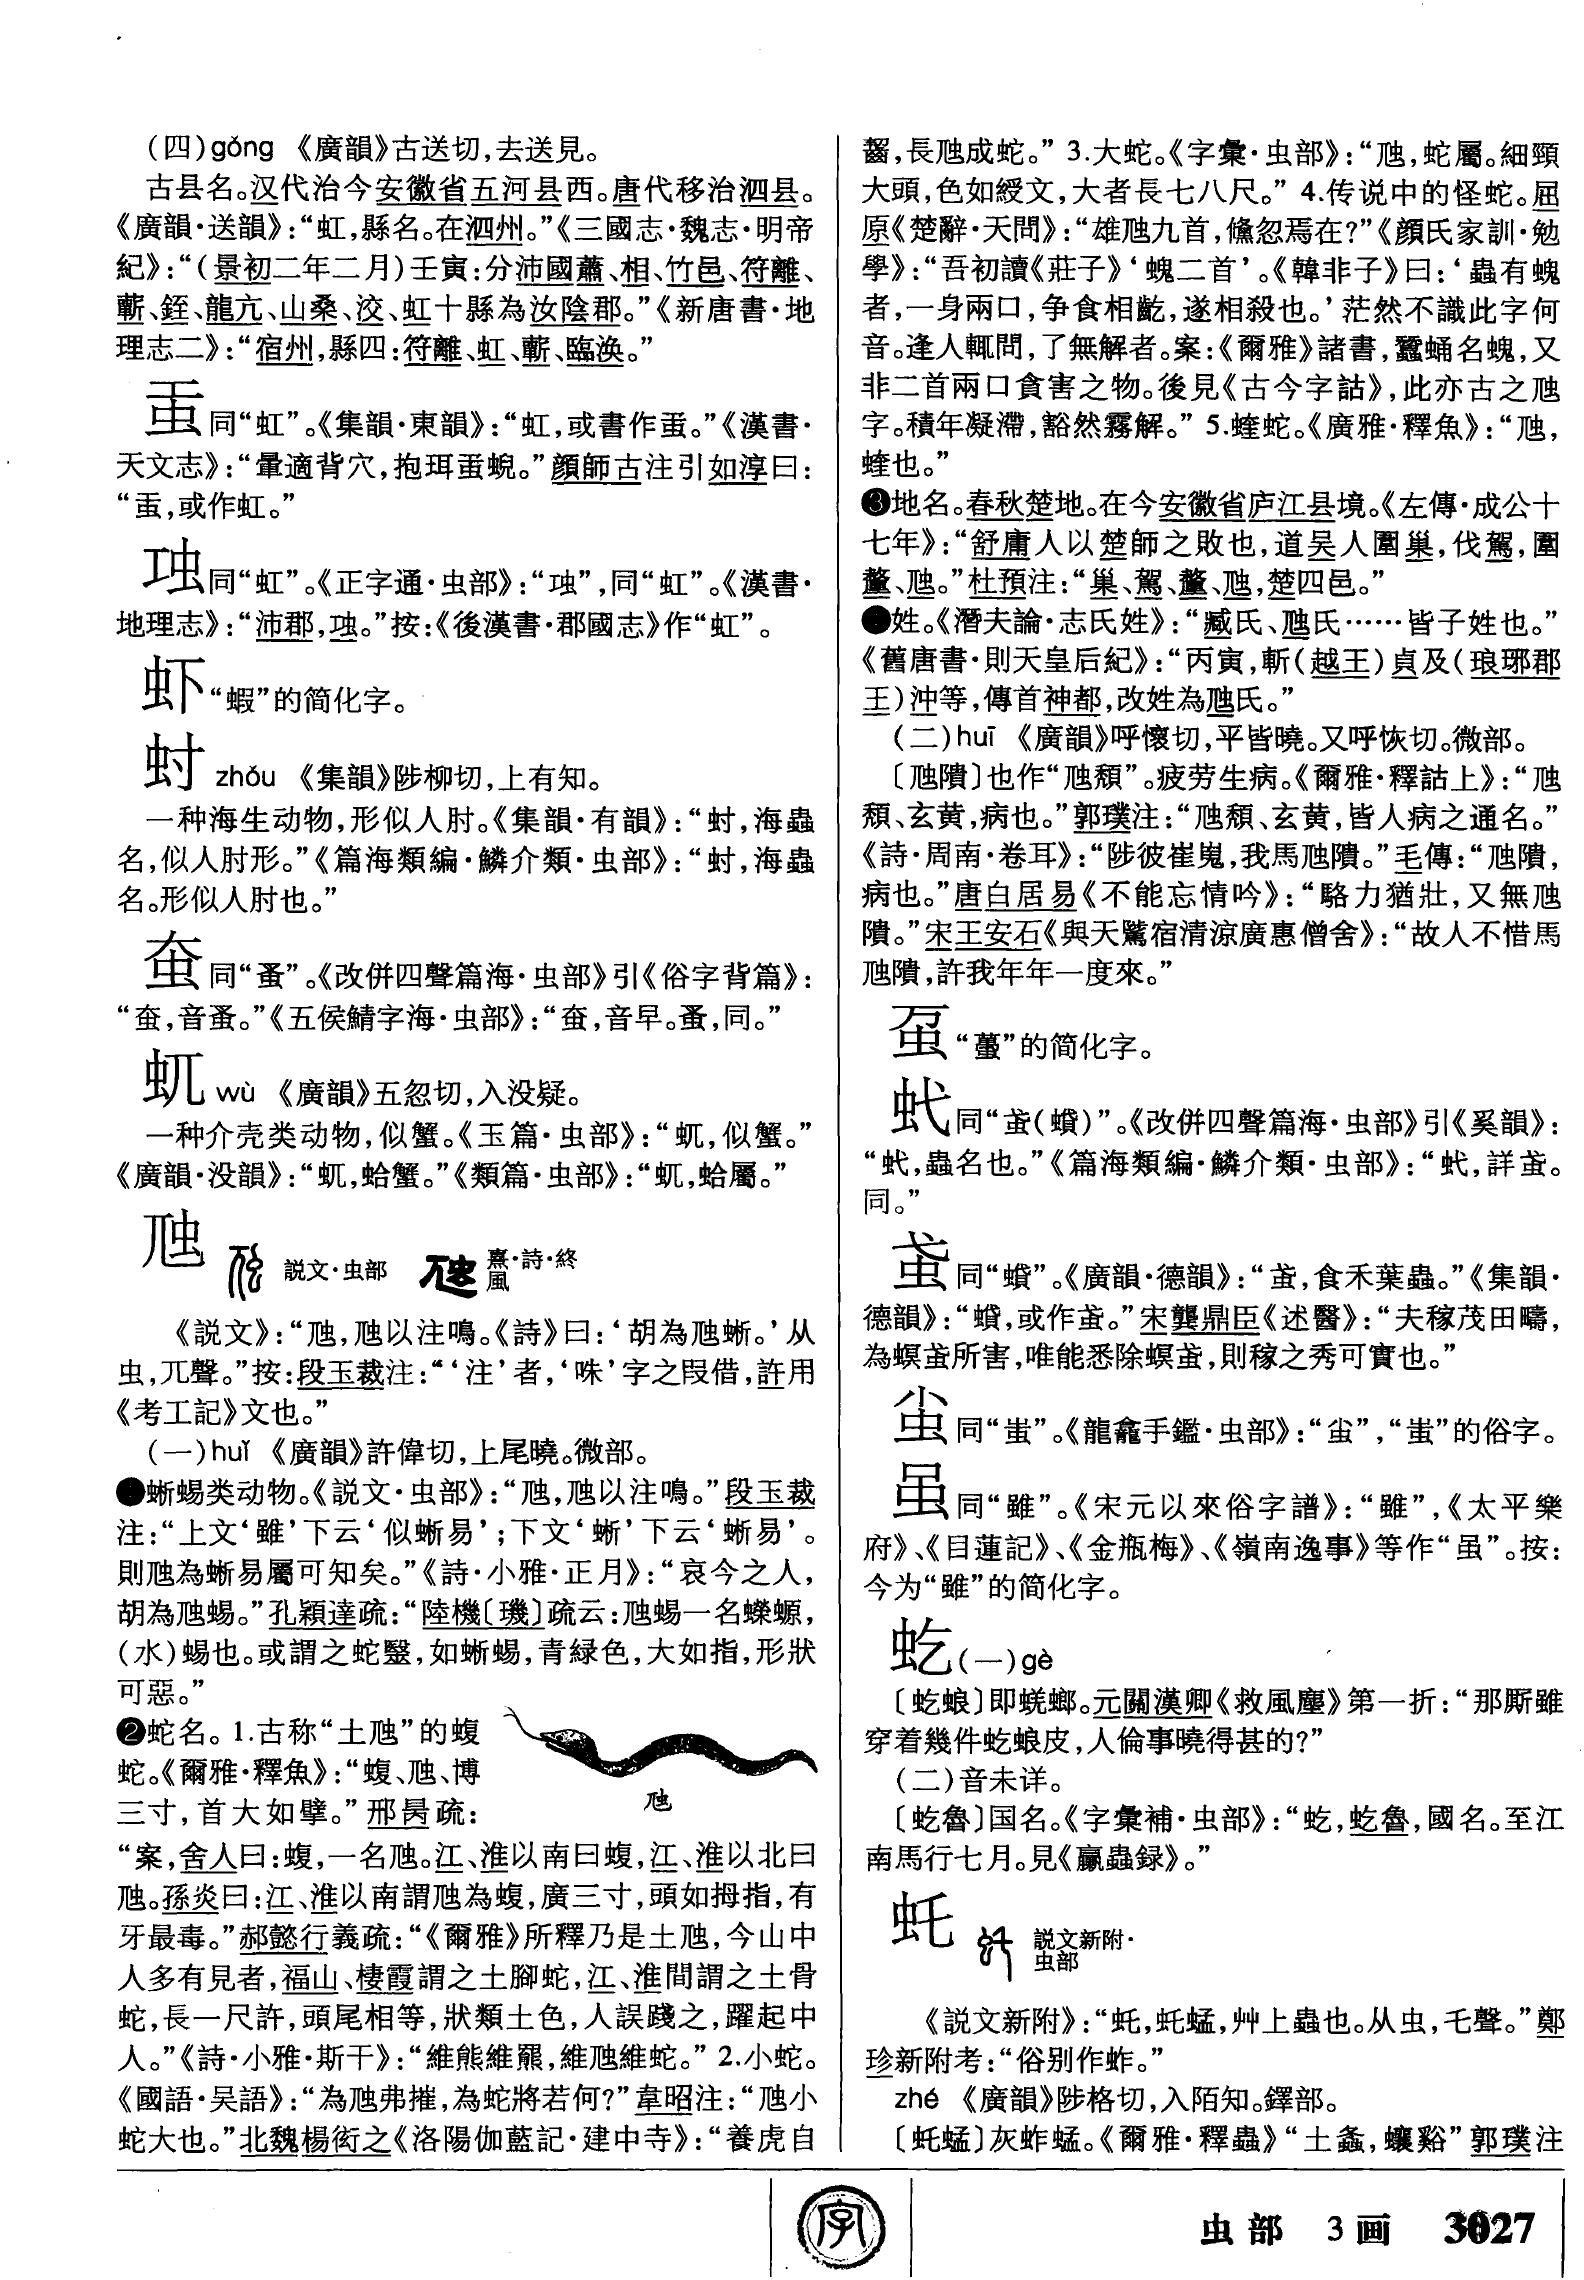 (四)gǒng 《廣韻》古送切,去送見。
古县名。汉代治今安徽省五河县西。唐代移治泗县。
《廣韻·送韻》:“虹,縣名。在泗州。”《三國志·魏志·明帝
紀》:“(景初二年二月)壬寅:分沛國蕭、相、竹邑、符離、
蘄、銍、龍亢、山桑、洨、虹十縣為汝陰郡。”《新唐書·地
理志二》:“宿州,縣四:符離、虹、蘄、臨涣。”
䖝同“虹”。《集韻·東韻》:“虹,或書作。”《漢書·
天文志》:“暈適背穴,抱珥蜺。”顔師古注引如淳曰:
“,或作虹。”
同“虹”。《正字通·虫部》:“”,同“虹”。《漢書·
地理志》:“沛郡,。”按:《後漢書·郡國志》作“虹”。
虾“蝦”的简化字。
䖞 zhǒu 《集韻》陟柳切,上有知。
一种海生动物,形似人肘。《集韻·有韻》:“,海蟲
名,似人肘形。”《篇海類編·鱗介類·虫部》:“,海蟲
名。形似人肘也。”
同“蚤”。《改併四聲篇海·虫部》引《俗字背篇》:
“,音蚤。”《五侯鯖字海·虫部》:“,音早。蚤,同。”
虭 wù 《廣韻》五忽切,入没疑。
一种介壳类动物,似蟹。《玉篇·虫部》:“,似蟹。”
《廣韻·没韻》:“,蛤蟹。”《類篇·虫部》:“,蛤屬。”
虺 説文·虫部 熹·詩·終
風
《説文》:“虺,虺以注鳴。《詩》曰:‘胡為虺蜥。’从
虫,兀聲。”按:段玉裁注:“‘注’者,‘咮’字之叚借,許用
《考工記》文也。”
(一)huǐ 《廣韻》許偉切,上尾曉。微部。
❶蜥蜴类动物。《説文·虫部》:“虺,虺以注鳴。”段玉裁
注:“上文‘雖’下云‘似蜥易’;下文‘蜥’下云‘蜥易’。
則虺為蜥易屬可知矣。”《詩·小雅·正月》:“哀今之人,
胡為虺蜴。”孔穎達疏:“陸機〔璣〕疏云:虺蜴一名蠑螈,
(水)蜴也。或謂之蛇醫,如蜥蜴,青緑色,大如指,形狀
可惡。”
❷蛇名。1.古称“土虺”的蝮
蛇。《爾雅·釋魚》:“蝮、虺、博
三寸,首大如擘。”邢昺疏:
虺
“案,舍人曰:蝮,一名虺。江、淮以南曰蝮,江、淮以北曰
虺。孫炎曰:江、淮以南謂虺為蝮,廣三寸,頭如拇指,有
牙最毒。”郝懿行義疏:“《爾雅》所釋乃是土虺,今山中
人多有見者,福山、棲霞謂之土腳蛇,江、淮間謂之土骨
蛇,長一尺許,頭尾相等,狀類土色,人誤踐之,躍起中
人。”《詩·小雅·斯干》:“維熊維羆,維虺維蛇。”2.小蛇。
《國語·吴語》:“為虺弗摧,為蛇將若何?”韋昭注:“虺小
蛇大也。”北魏楊衒之《洛陽伽藍記·建中寺》:“養虎自
齧,長虺成蛇。”3.大蛇。《字彙·虫部》:“虺,蛇屬。細頸
大頭,色如綬文,大者長七八尺。”4.传说中的怪蛇。屈
原《楚辭·天問》:“雄虺九首,儵忽焉在?”《顔氏家訓·勉
學》:“吾初讀《莊子》‘螝二首’。《韓非子》曰:‘蟲有螝
者,一身兩口,争食相齕,遂相殺也。’茫然不識此字何
音。逢人輒問,了無解者。案:《爾雅》諸書,蠶蛹名螝,又
非二首兩口貪害之物。後見《古今字詁》,此亦古之虺
字。積年凝滯,豁然霧解。”5.蝰蛇。《廣雅·釋魚》:“虺,
蝰也。”
❸地名。春秋楚地。在今安徽省庐江县境。《左傳·成公十
七年》:“舒庸人以楚師之敗也,道吴人圍巢,伐駕,圍
釐、虺。”杜預注:“巢、駕、釐、虺,楚四邑。”
姓。《潛夫論·志氏姓》:“臧氏、虺氏……皆子姓也。”
《舊唐書·則天皇后紀》:“丙寅,斬(越王)貞及(琅邪郡
王)沖等,傳首神都,改姓為虺氏。”
(二)huī 《廣韻》呼懷切,平皆曉。又呼恢切。微部。
〔虺隤〕也作“虺頽”。疲劳生病。《爾雅·釋詁上》:“虺
頽、玄黄,病也。”郭璞注:“虺頽、玄黄,皆人病之通名。”
《詩·周南·卷耳》:“陟彼崔嵬,我馬虺隤。”毛傳:“虺隤,
病也。”唐白居易《不能忘情吟》:“駱力猶壯,又無虺
隤。”宋王安石《與天騭宿清涼廣惠僧舍》:“故人不惜馬
虺隤,許我年年一度來。”
虿“蠆”的简化字。
同“蟘”。《改併四聲篇海·虫部》引《奚韻》:
“,蟲名也。”《篇海類編·鱗介類·虫部》:“,詳。
同。”
同“蟘”。《廣韻·德韻》:“,食禾葉蟲。”《集韻·
德韻》:“蟘,或作。”宋龔鼎臣《述醫》:“夫稼茂田疇,
為螟所害,唯能悉除螟,則稼之秀可實也。”
同“蚩”。《龍龕手鑑·虫部》:“”,“蚩”的俗字。
虽同“雖”。《宋元以來俗字譜》:“雖”,《太平樂
府》、《目蓮記》、《金瓶梅》、《嶺南逸事》等作“虽”。按:
今为“雖”的简化字。
虼(一)gè
〔虼蜋〕即蜣螂。元關漢卿《救風塵》第一折:“那厮雖
穿着幾件虼蜋皮,人倫事曉得甚的?”
(二)音未详。
〔虼魯〕国名。《字彙補·虫部》:“虼,虼魯,國名。至江
南馬行七月。見《蠃蟲録》。”
虴 説文新附·
虫部
《説文新附》:“虴,虴蜢,艸上蟲也。从虫,乇聲。”鄭
珍新附考:“俗别作蚱。”
zhé 《廣韻》陟格切,入陌知。鐸部。
〔虴蜢〕灰蚱蜢。《爾雅·釋蟲》“土螽,蠰谿”郭璞注
字
虫部 3画 3027